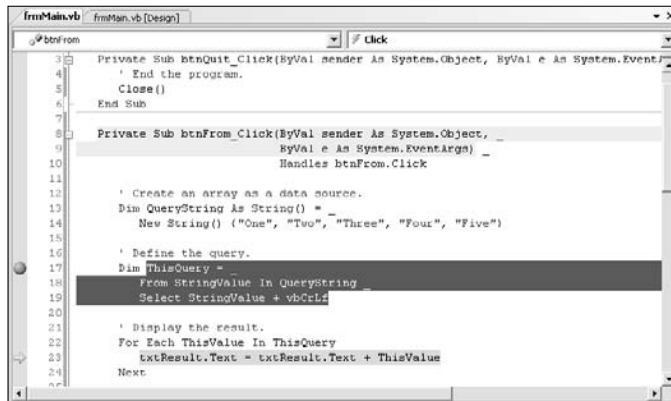 frmMain.vb frmMain.vb [Design]
btnFrom Click
3 Private Sub btnQuit_Click(ByVal sender As System.Object, ByVal e As System.EventA
4 ' End the program.
5 Close()
6 End Sub
7
8 Private Sub btnFrom_Click(ByVal sender As System.Object, _
9 ByVal e As System.EventArgs) _
10 Handles btnFrom.Click
11
12 ' Create an array as a data source.
13 Dim QueryString As String() = _
14 New String() {"One", "Two", "Three", "Four", "Five"}
15
16 ' Define the query.
17 Dim ThisQuery = _
18 From StringValue In QueryString _
19 Select StringValue + vbCrLf
20
21 ' Display the result.
22 For Each ThisValue In ThisQuery
23 txtResult.Text = txtResult.Text + ThisValue
24 Next